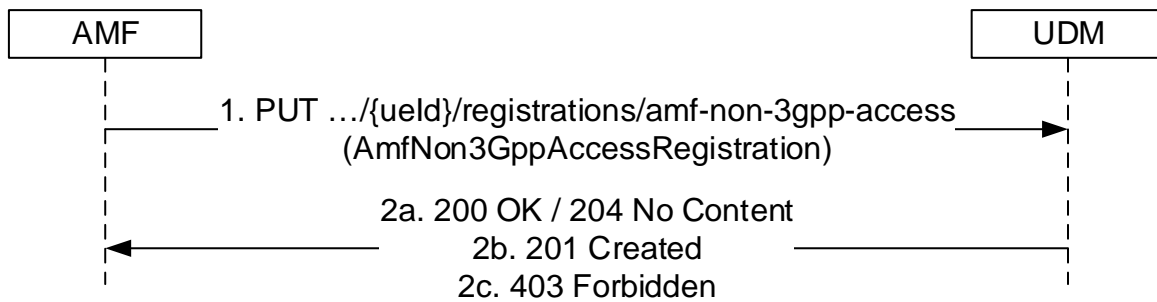 AMF
UDM
1. PUT …/{ueId}/registrations/amf-non-3gpp-access
(AmfNon3GppAccessRegistration)
2a. 200 OK / 204 No Content
2b. 201 Created
2c. 403 Forbidden